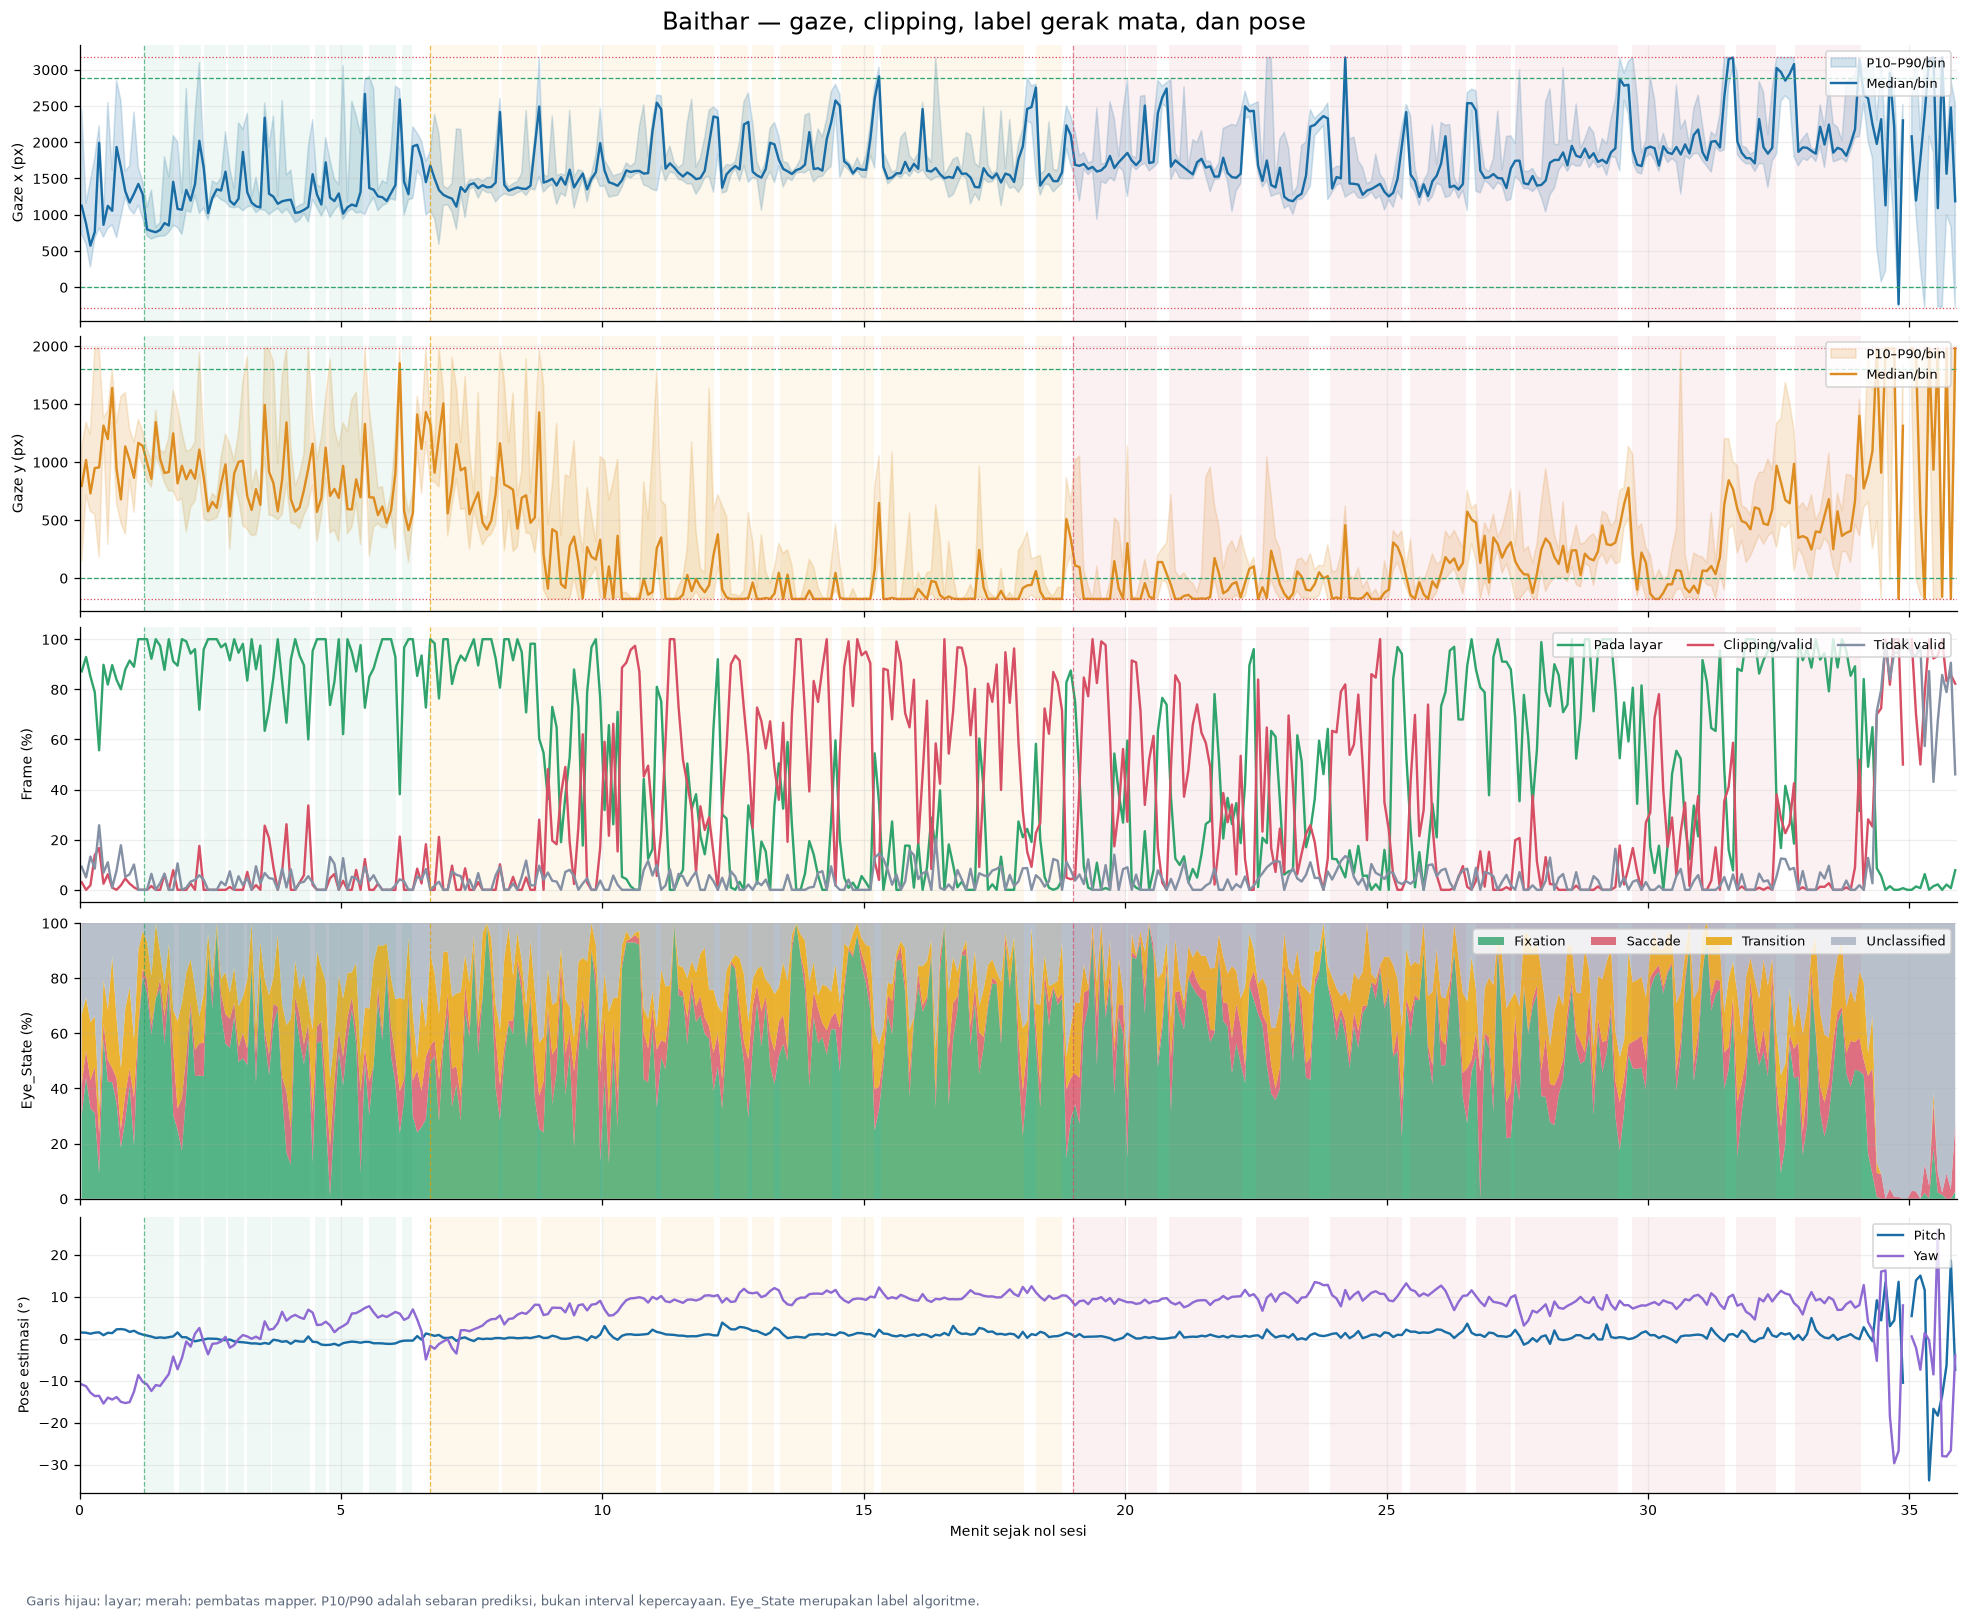 Baithar — gaze, clipping, label gerak mata, dan pose
Gaze x (px)
3000
2500
2000
1500
1000
500
0
P10–P90/bin
Median/bin
Gaze y (px)
2000
1500
1000
500
0
P10–P90/bin
Median/bin
Frame (%)
100
80
60
40
20
0
Pada layar Clipping/valid Tidak valid
Eye_State (%)
100
80
60
40
20
0
Fixation Saccade Transition Unclassified
Pose estimasi (°)
20
10
0
−10
−20
−30
Pitch
Yaw
0 5 10 15 20 25 30 35
Menit sejak nol sesi
Garis hijau: layar; merah: pembatas mapper. P10/P90 adalah sebaran prediksi, bukan interval kepercayaan. Eye_State merupakan label algoritme.